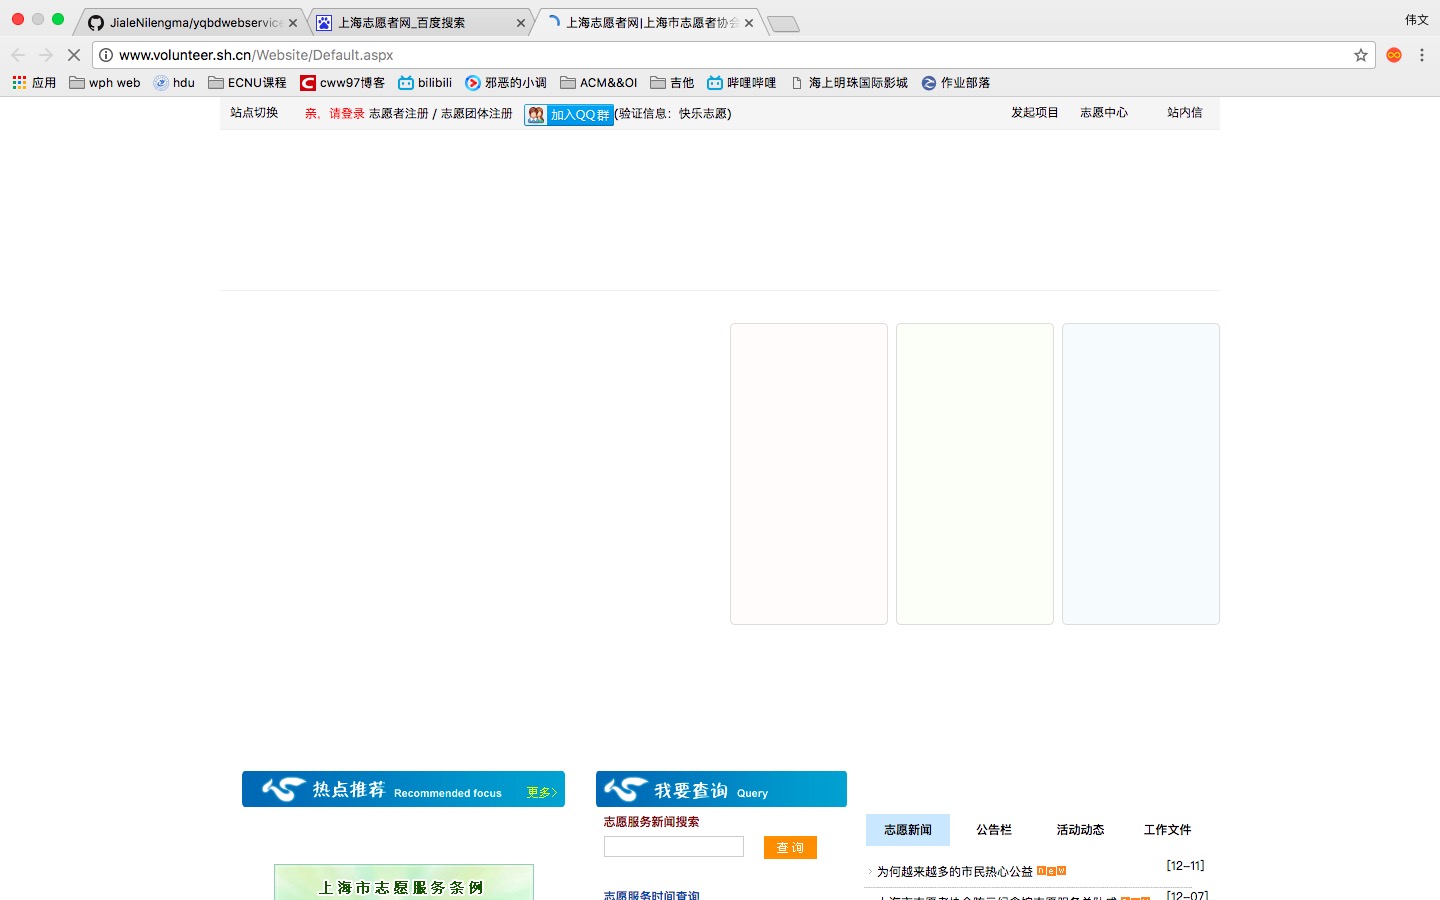 JialeNilengma/yqbdwebservice
上海志愿者网_百度搜索
上海志愿者网|上海市志愿者协会
伟文
www.volunteer.sh.cn/Website/Default.aspx
应用 wph web hdu ECNU课程 cww97博客 bilibili 邪恶的小调 ACM&&OI 吉他 哔哩哔哩 海上明珠国际影城 作业部落
站点切换 亲，请登录 志愿者注册 / 志愿团体注册 加入QQ群 (验证信息：快乐志愿) 发起项目 志愿中心 站内信
热点推荐 Recommended focus 更多>
上海市志愿服务条例
我要查询 Query
志愿服务新闻搜索
查 询
志愿服务时间查询
志愿新闻 公告栏 活动动态 工作文件
为何越来越多的市民热心公益 new [12-11]
[12-07]